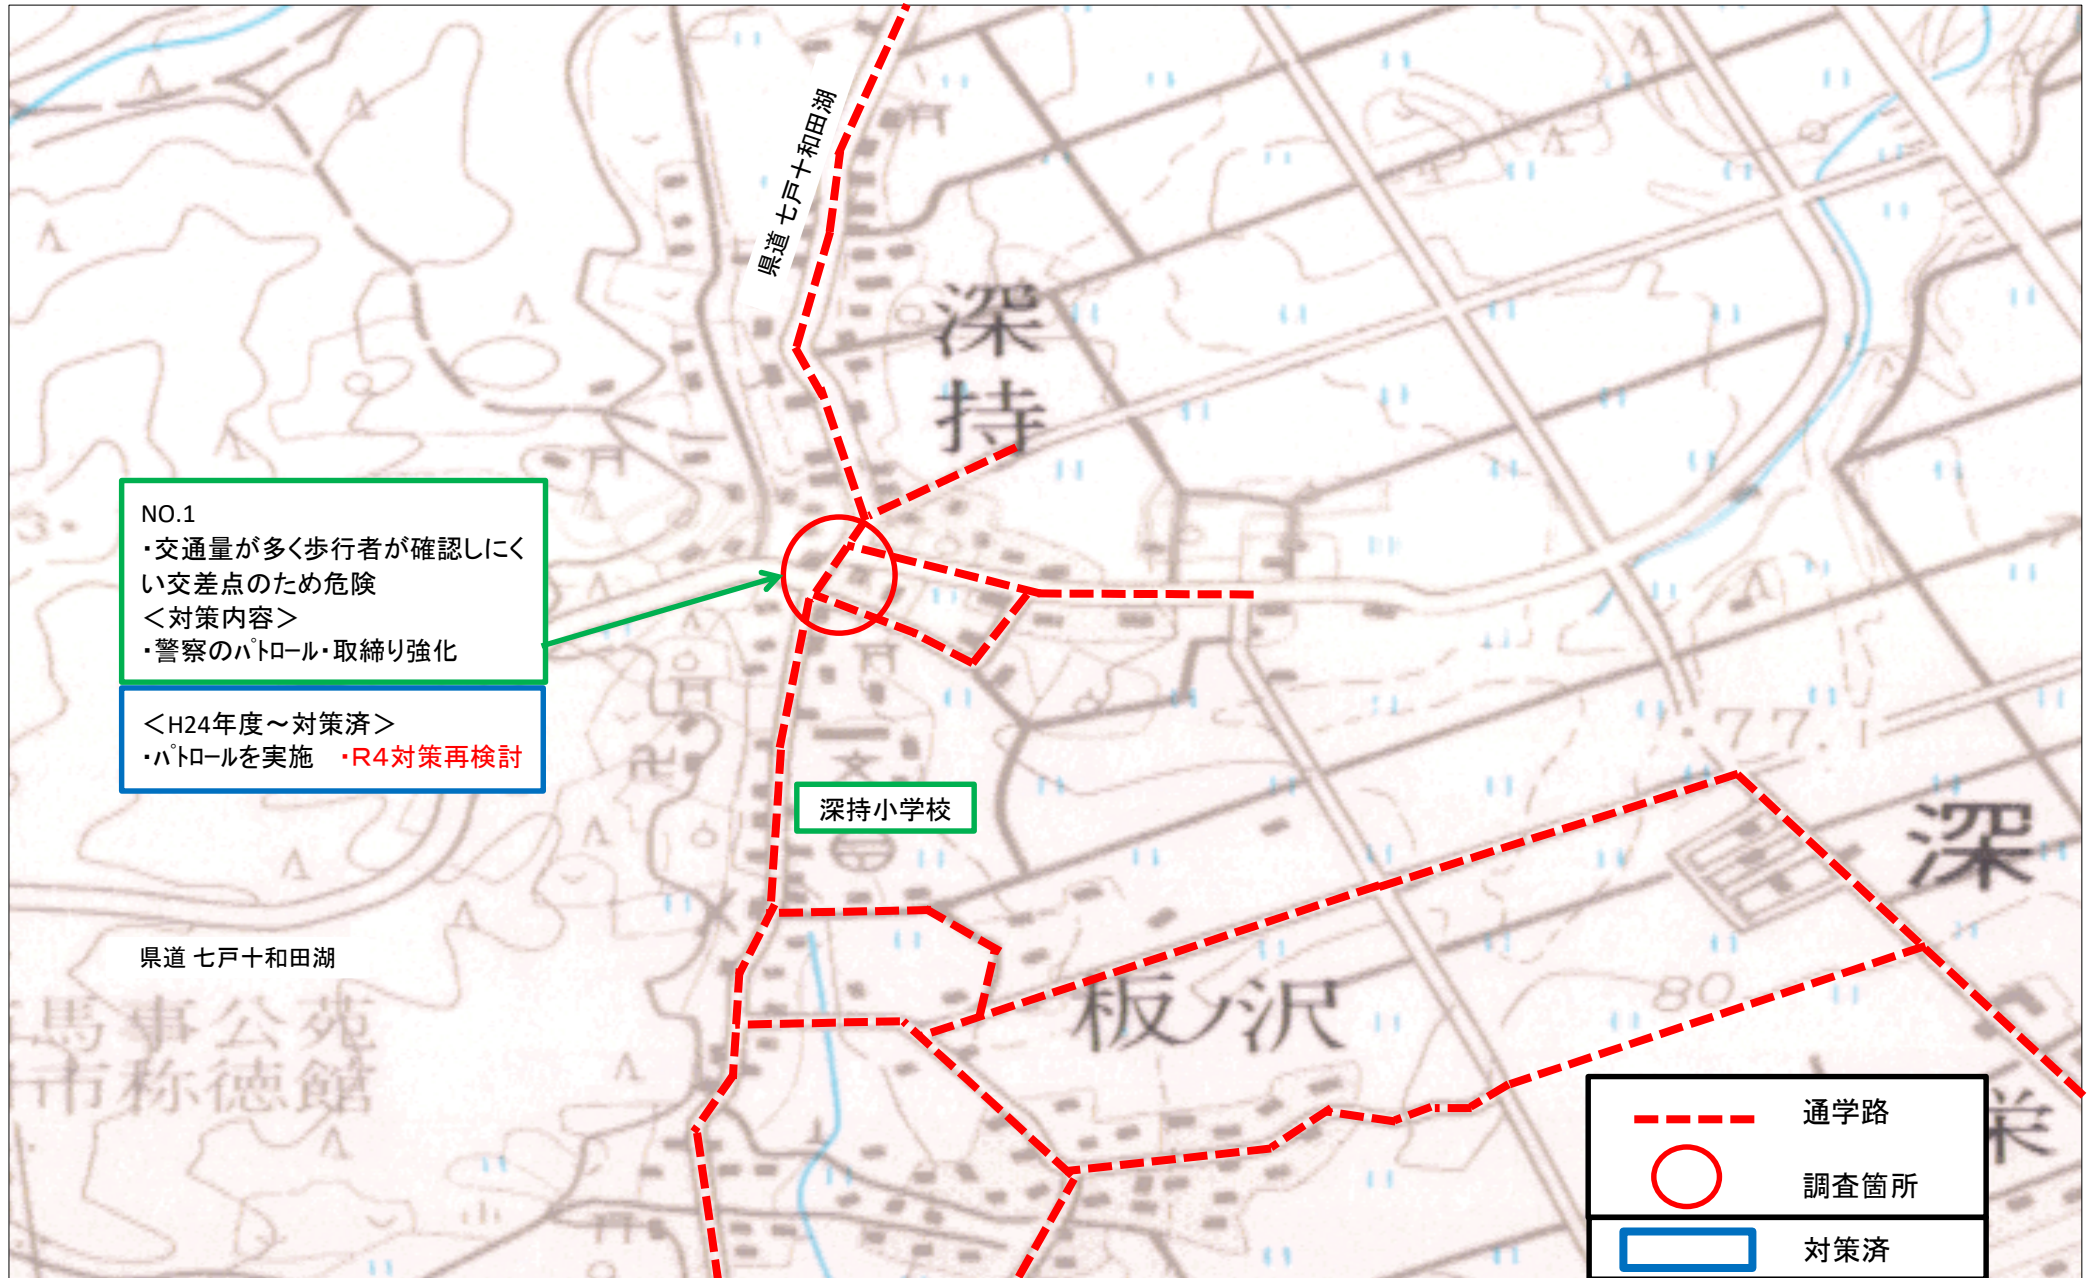 県道 七戸十和田湖
深持
NO.1
・交通量が多く歩行者が確認しにく
い交差点のため危険
＜対策内容＞
・警察のパトロール・取締り強化
＜H24年度～対策済＞
・パトロールを実施　・R4対策再検討
深持小学校
77.
深
県道 七戸十和田湖
馬事公苑
市称徳館
板ノ沢
80
栄
通学路
調査箇所
対策済